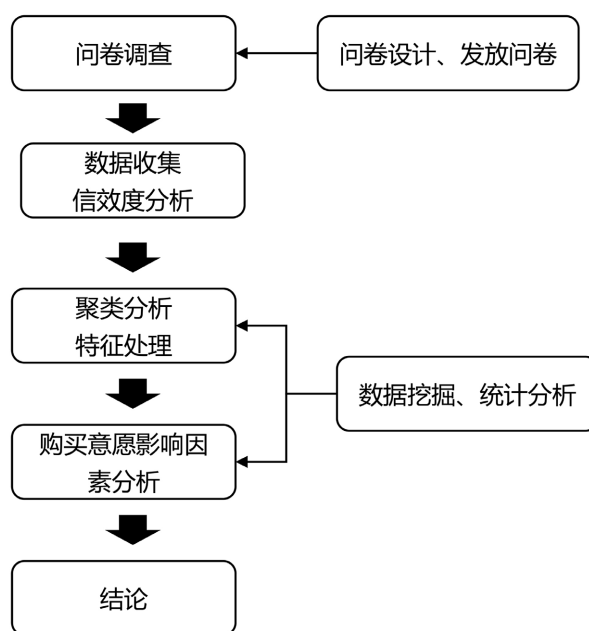 问卷调查
问卷设计、发放问卷
数据收集
信效度分析
聚类分析
特征处理
数据挖掘、统计分析
购买意愿影响因
素分析
结论